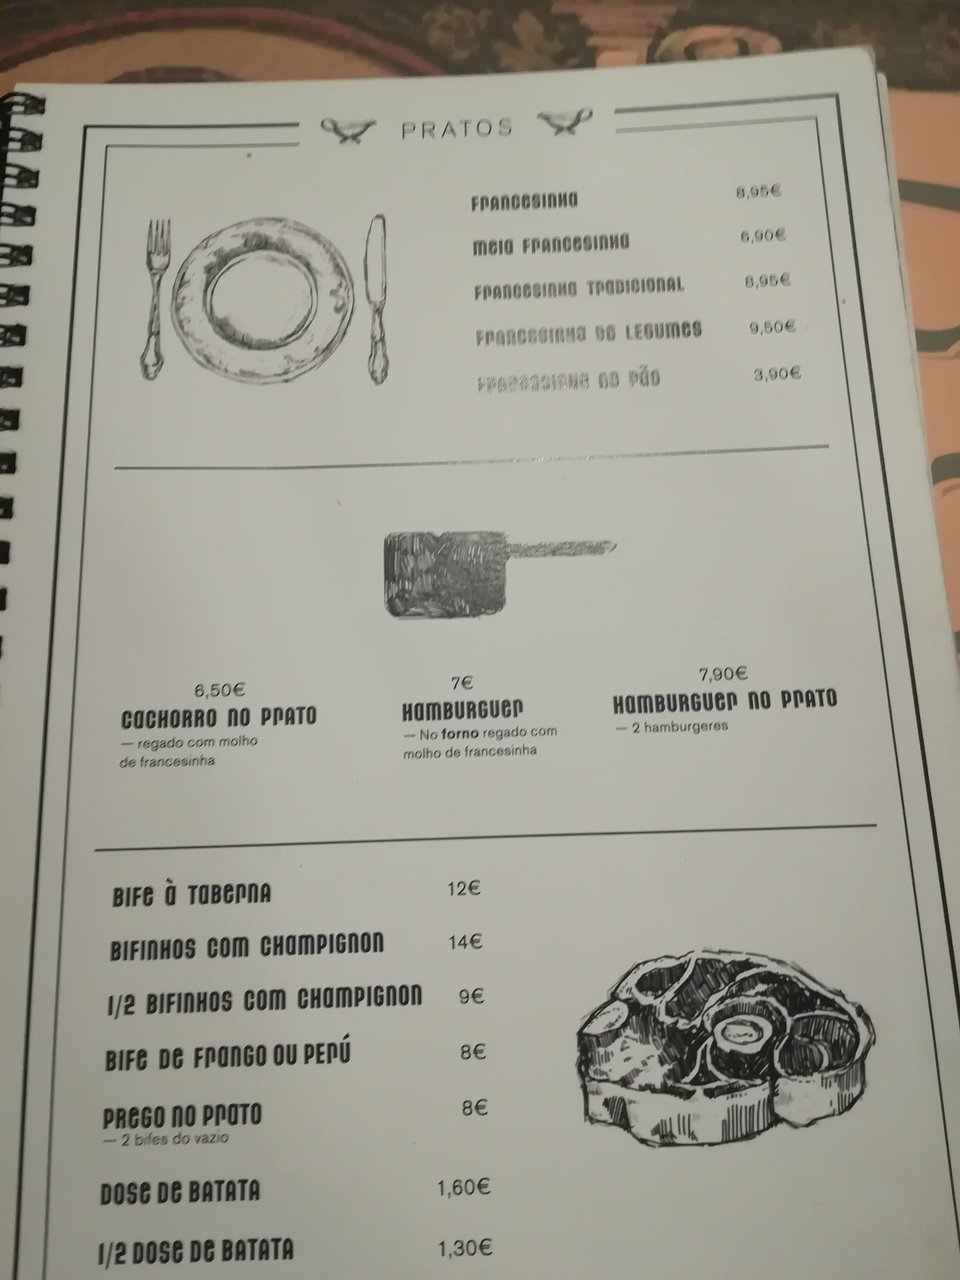 PRATOS
FRANCESINHA 8,95€
MEIA FRANCESINHA 6,90€
FRANCESINHA TRADICIONAL 8,95€
FRANCESINHA DE LEGUMES 9,50€
FRANCESINHA NO PÃO 3,90€
6,50€
CACHORRO NO PRATO
— regado com molho
de francesinha
7€
HAMBURGUER
— No forno regado com
molho de francesinha
7,90€
HAMBURGUER NO PRATO
— 2 hamburgeres
BIFE À TABERNA 12€
BIFINHOS COM CHAMPIGNON 14€
1/2 BIFINHOS COM CHAMPIGNON 9€
BIFE DE FRANGO OU PERÚ 8€
PREGO NO PRATO 8€
— 2 bifes do vazio
DOSE DE BATATA 1,60€
1/2 DOSE DE BATATA 1,30€